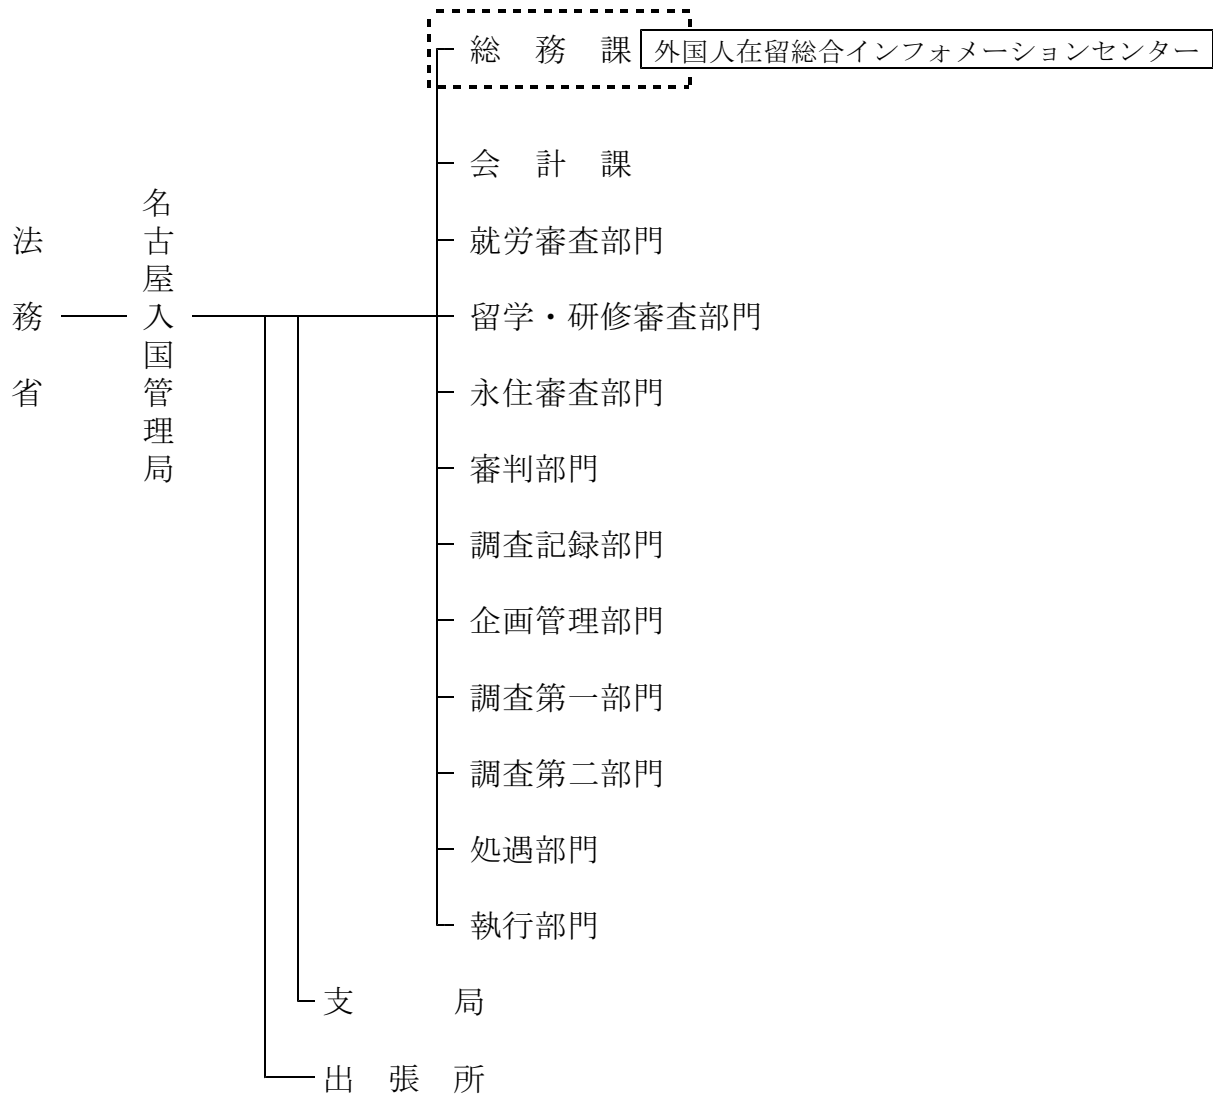 法務省
名古屋入国管理局
総務課 外国人在留総合インフォメーションセンター
会計課
就労審査部門
留学・研修審査部門
永住審査部門
審判部門
調査記録部門
企画管理部門
調査第一部門
調査第二部門
処遇部門
執行部門
支局
出張所